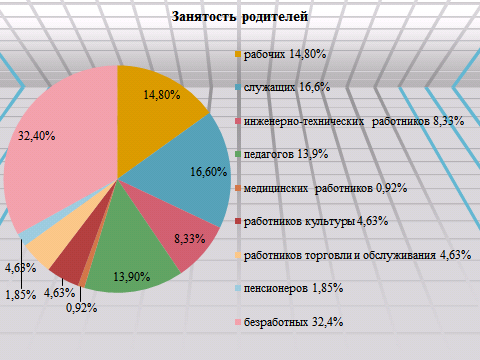 Занятость родителей
рабочих 14,80%
служащих 16,6%
инженерно-технических работников 8,33%
педагогов 13,9%
медицинских работников 0,92%
работников культуры 4,63%
работников торговли и обслуживания 4,63%
пенсионеров 1,85%
безработных 32,4%
14,80%
16,60%
8,33%
13,90%
0,92%
4,63%
4,63%
1,85%
32,40%